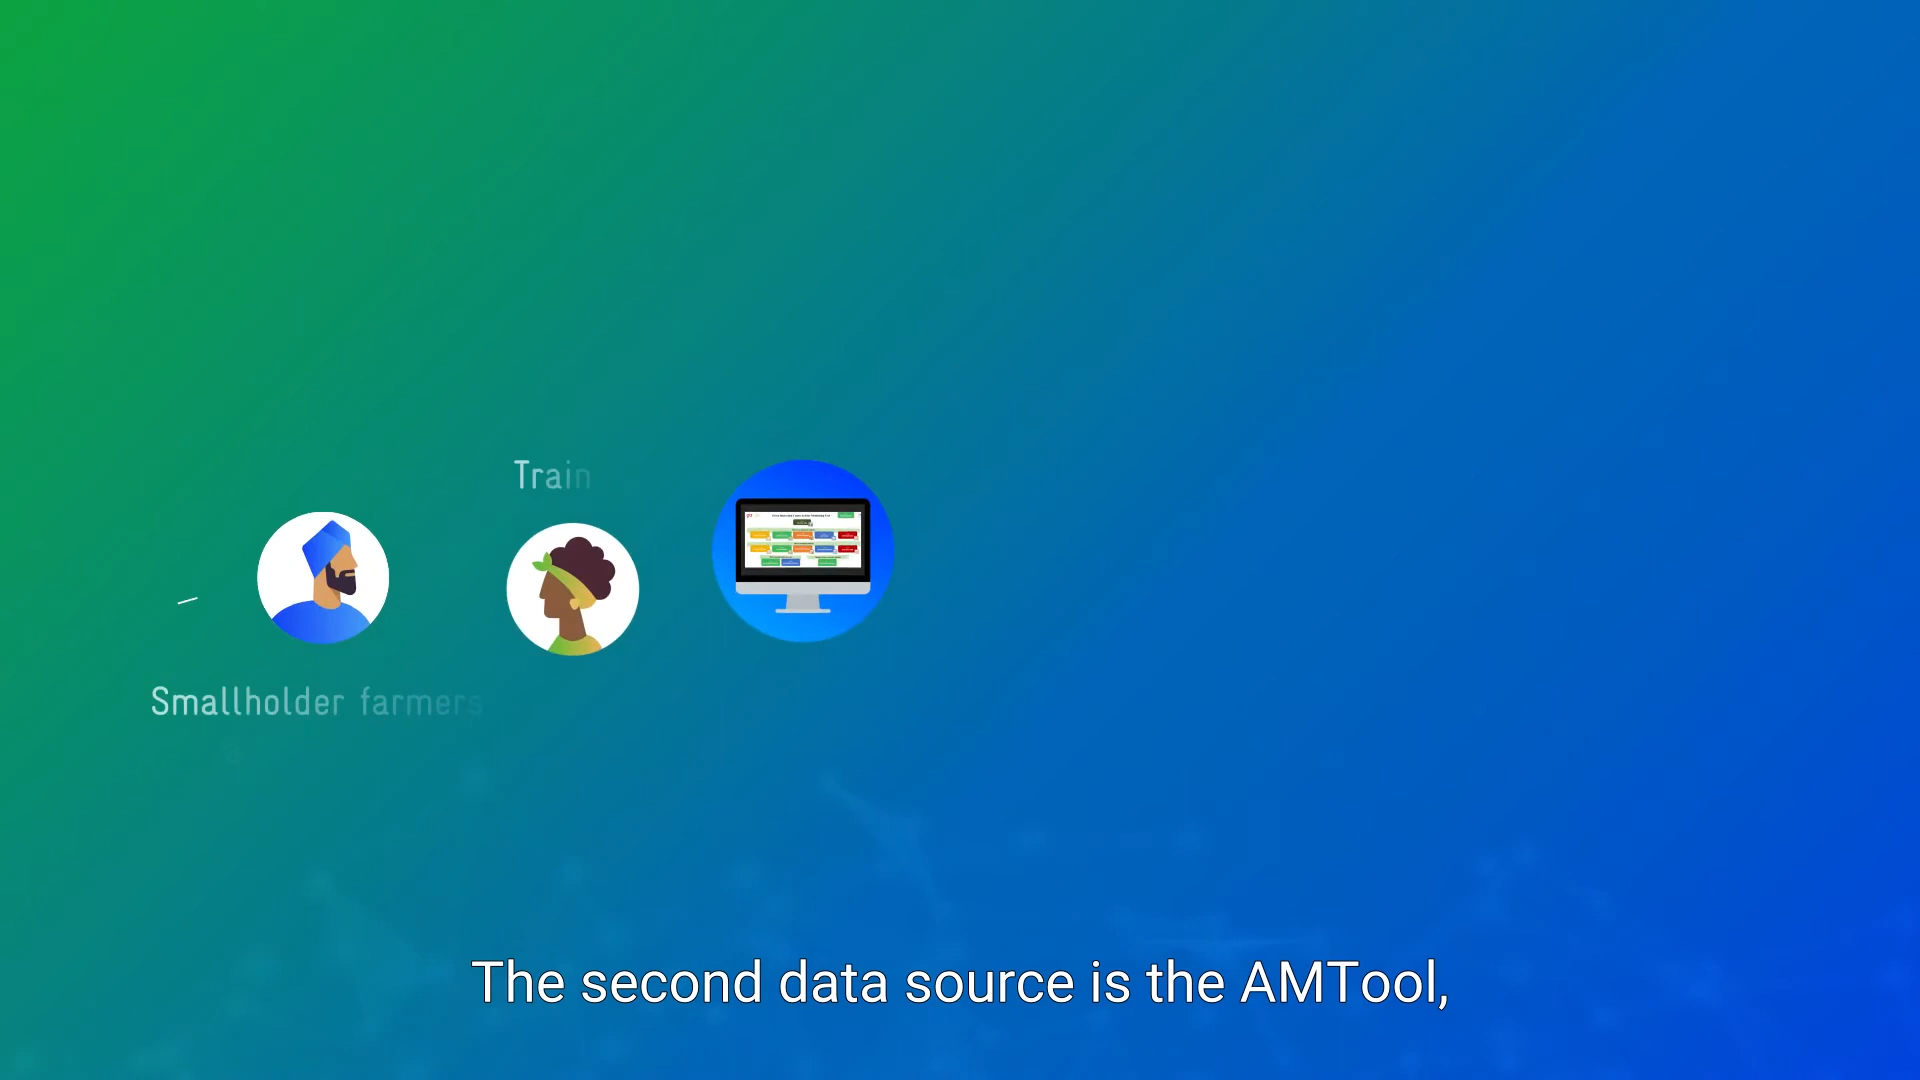 Train
Smallholder farmers
The second data source is the AMTool,